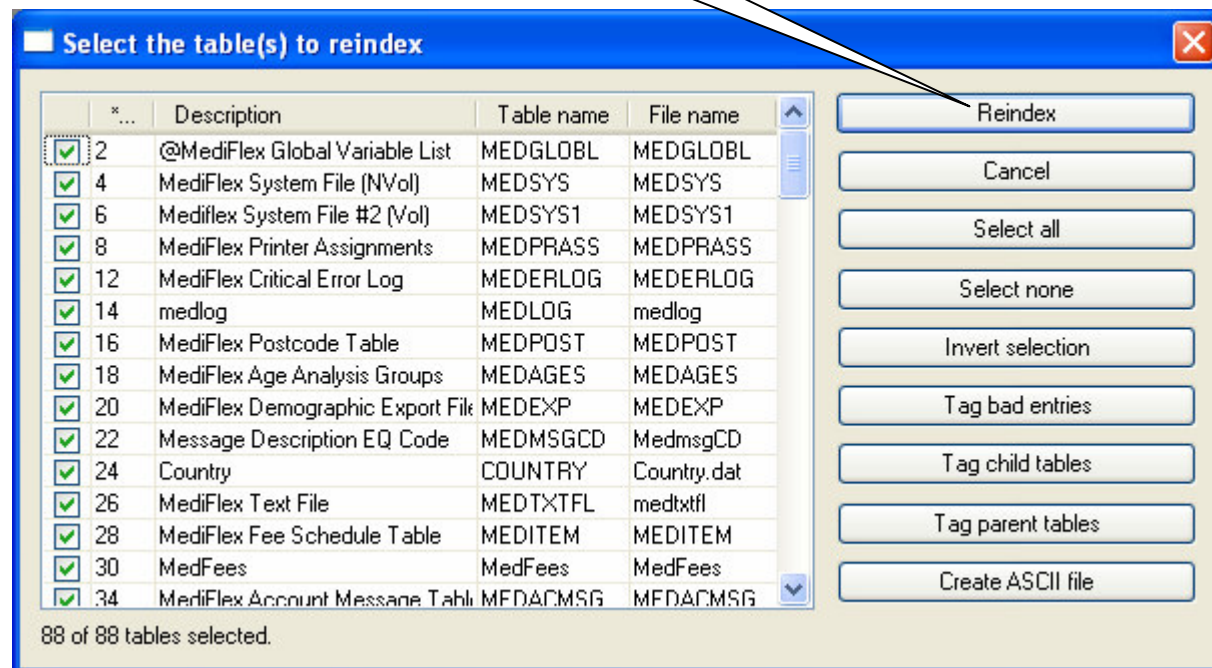 Select the table(s) to reindex
×... Description Table name File name
2 @MediFlex Global Variable List MEDGLOBL MEDGLOBL
4 MediFlex System File (NVol) MEDSYS MEDSYS
6 Mediflex System File #2 (Vol) MEDSYS1 MEDSYS1
8 MediFlex Printer Assignments MEDPRASS MEDPRASS
12 MediFlex Critical Error Log MEDERLOG MEDERLOG
14 medlog MEDLOG medlog
16 MediFlex Postcode Table MEDPOST MEDPOST
18 MediFlex Age Analysis Groups MEDAGES MEDAGES
20 MediFlex Demographic Export File MEDEXP MEDEXP
22 Message Description EQ Code MEDMSGCD MedmsgCD
24 Country COUNTRY Country.dat
26 MediFlex Text File MEDTXTFL medtxtfl
28 MediFlex Fee Schedule Table MEDITEM MEDITEM
30 MedFees MedFees MedFees
34 MediFlex Account Message Tabl MEDACMSG MEDACMSG
88 of 88 tables selected.
Reindex
Cancel
Select all
Select none
Invert selection
Tag bad entries
Tag child tables
Tag parent tables
Create ASCII file